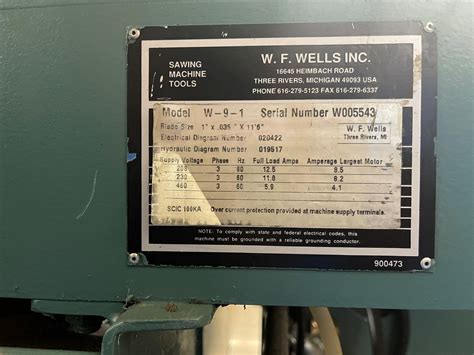 SAWING
MACHINE
TOOLS
W. F. WELLS INC.
16645 HEIMBACH ROAD
THREE RIVERS, MICHIGAN 49093 USA
PHONE 616-279-5123 FAX 616-279-6337
Model W-9-1 Serial Number W005543
Blade Size 1" x .035" X 11'6"
Electrical Diagram Number 020422
Hydraulic Diagram Number 019517
W. F. Wells
Three Rivers, MI
Supply Voltage Phase Hz Full Load Amps Amperage Largest Motor
208 3 60 12.5 8.5
230 3 60 11.8 8.2
460 3 60 5.9 4.1
SCIC 100KA Over current protection provided at machine supply terminals.
NOTE: To comply with state and federal electrical codes, this
machine must be grounded with a reliable grounding conductor.
900473